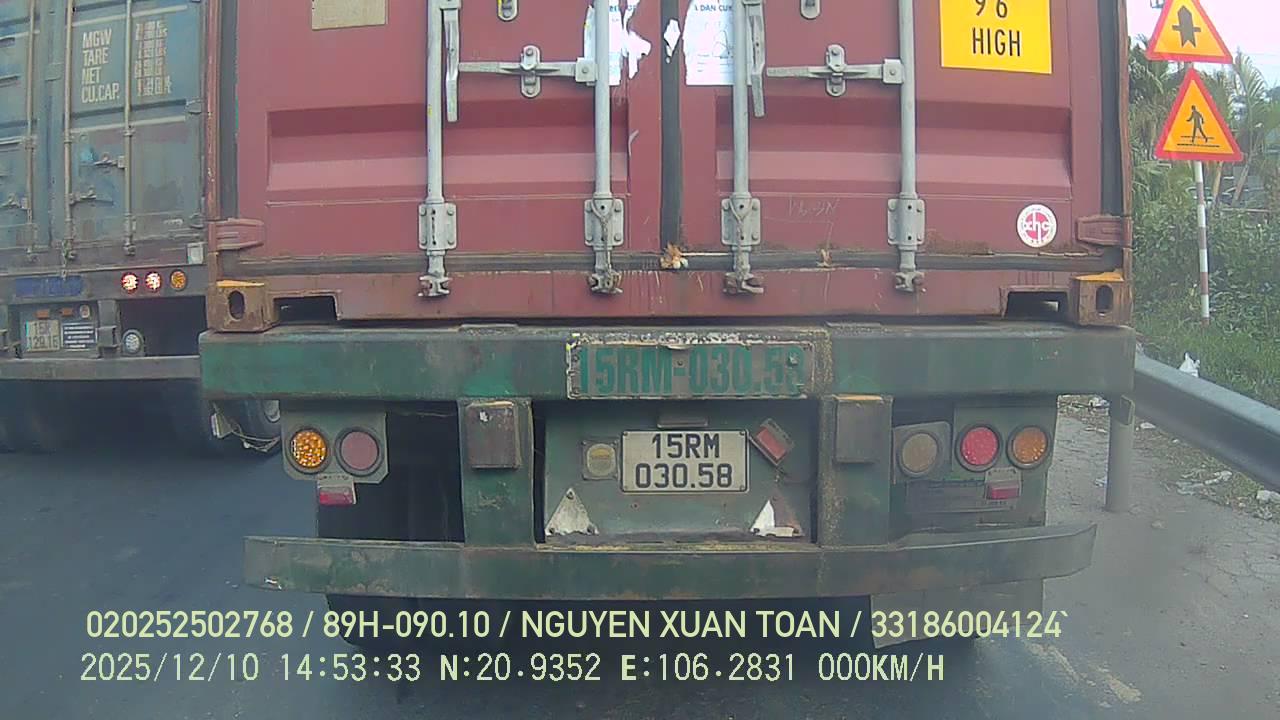 MGW
TARE
NET
CU.CAP.
96
HIGH
xhc
15RM-030.58
15RM
030.58
020252502768 / 89H-090.10 / NGUYEN XUAN TOAN / 33186004124`
2025/12/10 14:53:33 N:20.9352 E:106.2831 000KM/H